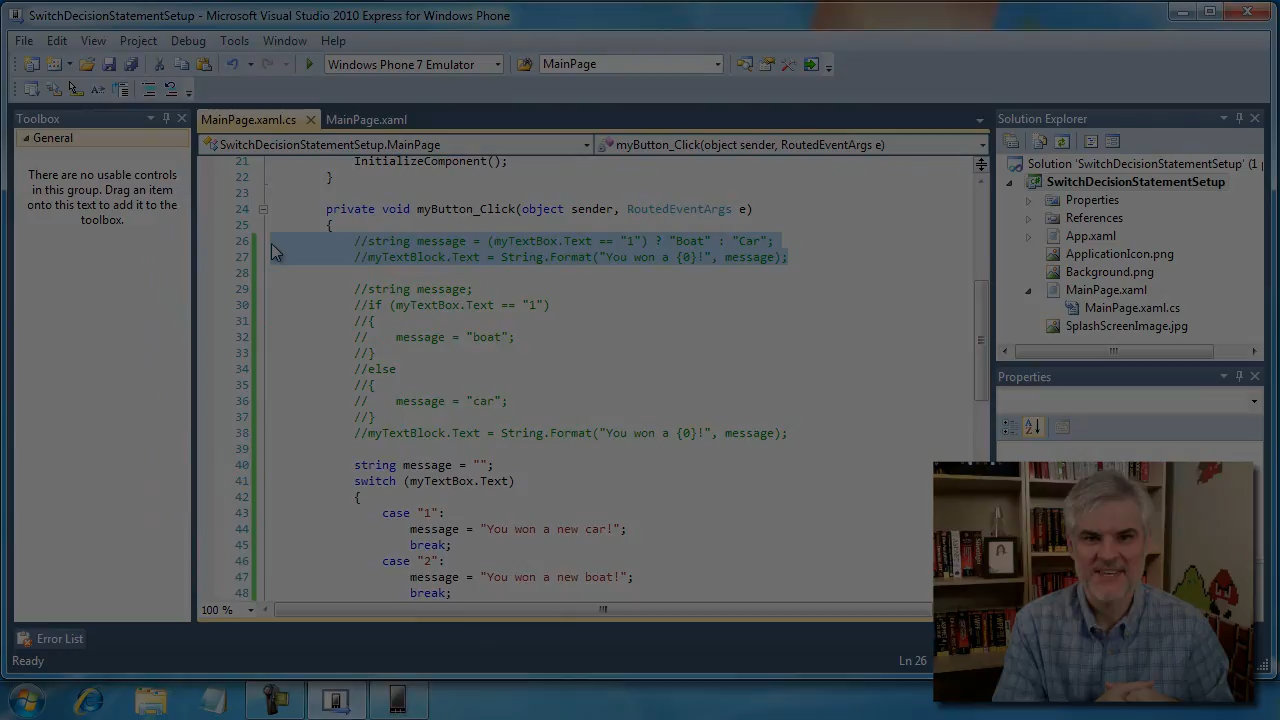 SwitchDecisionStatementSetup - Microsoft Visual Studio 2010 Express for Windows Phone
File Edit View Project Debug Tools Window Help
Windows Phone 7 Emulator MainPage
Toolbox
General
There are no usable controls
in this group. Drag an item
onto this text to add it to the
toolbox.
MainPage.xaml.cs MainPage.xaml
SwitchDecisionStatementSetup.MainPage myButton_Click(object sender, RoutedEventArgs e)
21 InitializeComponent();
22 }
23
24 private void myButton_Click(object sender, RoutedEventArgs e)
25 {
26 //string message = (myTextBox.Text == "1") ? "Boat" : "Car";
27 //myTextBlock.Text = String.Format("You won a {0}!", message);
28
29 //string message;
30 //if (myTextBox.Text == "1")
31 //{
32 // message = "boat";
33 //}
34 //else
35 //{
36 // message = "car";
37 //}
38 //myTextBlock.Text = String.Format("You won a {0}!", message);
39
40 string message = "";
41 switch (myTextBox.Text)
42 {
43 case "1":
44 message = "You won a new car!";
45 break;
46 case "2":
47 message = "You won a new boat!";
48 break;
100 %
Solution Explorer
Solution 'SwitchDecisionStatementSetup' (1 p
SwitchDecisionStatementSetup
Properties
References
App.xaml
ApplicationIcon.png
Background.png
MainPage.xaml
MainPage.xaml.cs
SplashScreenImage.jpg
Properties
Error List
Ready Ln 26